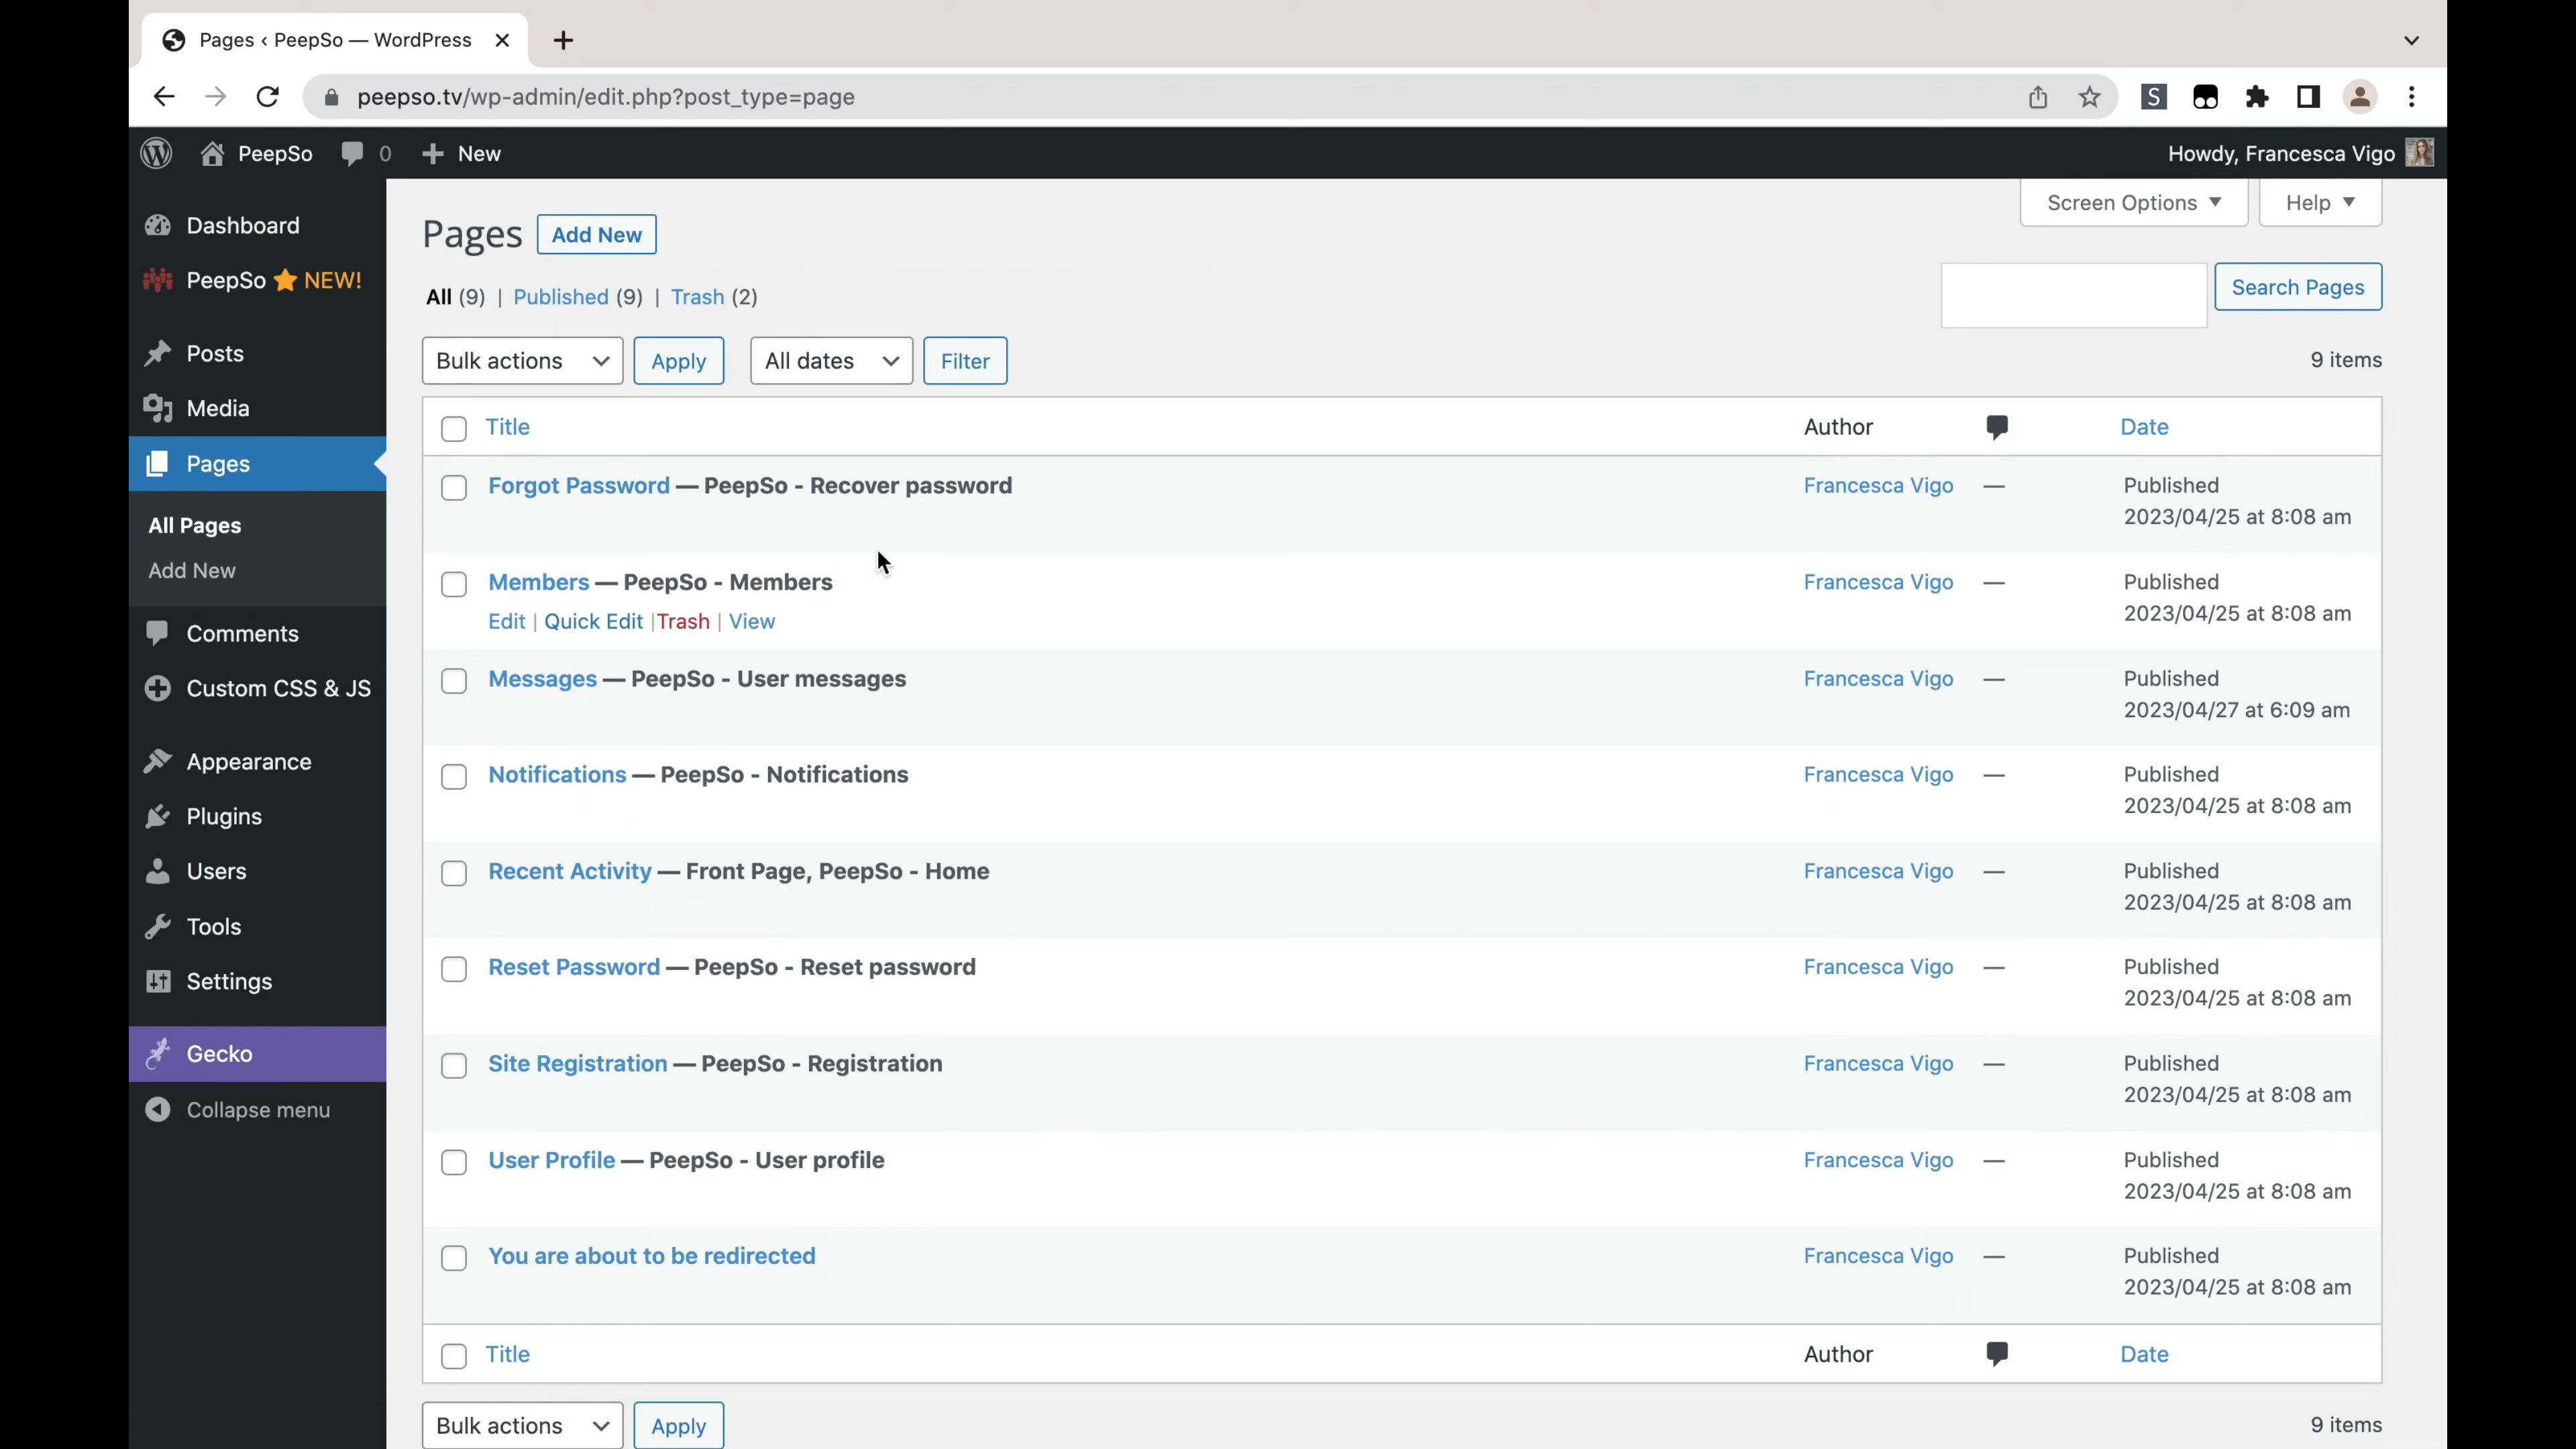 Pages ‹ PeepSo — WordPress
peepso.tv/wp-admin/edit.php?post_type=page
PeepSo 0 New Howdy, Francesca Vigo
Dashboard
PeepSo NEW!
Posts
Media
Pages
All Pages
Add New
Comments
Custom CSS & JS
Appearance
Plugins
Users
Tools
Settings
Gecko
Collapse menu
Screen Options Help
Pages Add New
All (9) | Published (9) | Trash (2)
Search Pages
Bulk actions Apply All dates Filter 9 items
Title Author Date
Forgot Password — PeepSo - Recover password Francesca Vigo — Published
2023/04/25 at 8:08 am
Members — PeepSo - Members Francesca Vigo — Published
Edit | Quick Edit | Trash | View 2023/04/25 at 8:08 am
Messages — PeepSo - User messages Francesca Vigo — Published
2023/04/27 at 6:09 am
Notifications — PeepSo - Notifications Francesca Vigo — Published
2023/04/25 at 8:08 am
Recent Activity — Front Page, PeepSo - Home Francesca Vigo — Published
2023/04/25 at 8:08 am
Reset Password — PeepSo - Reset password Francesca Vigo — Published
2023/04/25 at 8:08 am
Site Registration — PeepSo - Registration Francesca Vigo — Published
2023/04/25 at 8:08 am
User Profile — PeepSo - User profile Francesca Vigo — Published
2023/04/25 at 8:08 am
You are about to be redirected Francesca Vigo — Published
2023/04/25 at 8:08 am
Title Author Date
Bulk actions Apply 9 items